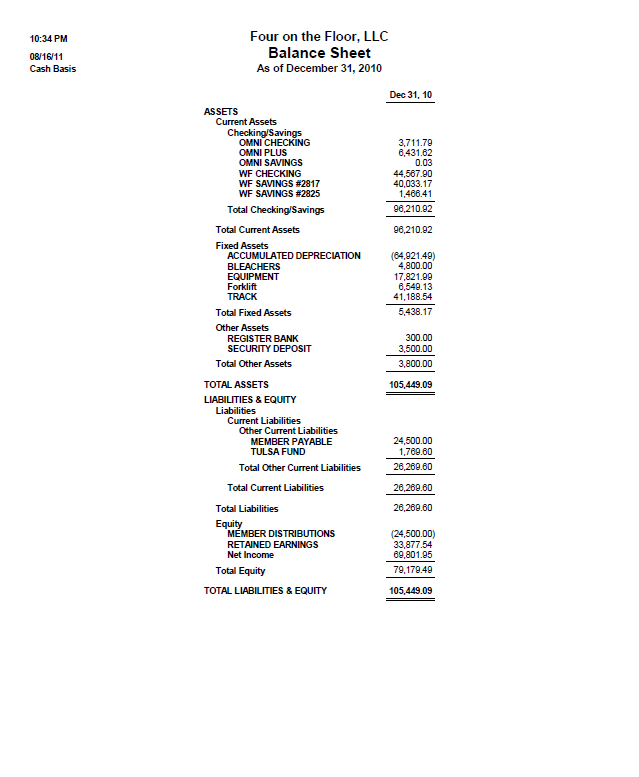 10:34 PM
08/16/11
Cash Basis
Four on the Floor, LLC
Balance Sheet
As of December 31, 2010
Dec 31, 10
ASSETS
Current Assets
Checking/Savings
OMNI CHECKING 3,711.79
OMNI PLUS 6,431.62
OMNI SAVINGS 0.03
WF CHECKING 44,567.90
WF SAVINGS #2817 40,033.17
WF SAVINGS #2825 1,466.41
Total Checking/Savings 96,210.92
Total Current Assets 96,210.92
Fixed Assets
ACCUMULATED DEPRECIATION (64,921.49)
BLEACHERS 4,800.00
EQUIPMENT 17,821.99
Forklift 6,549.13
TRACK 41,188.54
Total Fixed Assets 5,438.17
Other Assets
REGISTER BANK 300.00
SECURITY DEPOSIT 3,500.00
Total Other Assets 3,800.00
TOTAL ASSETS 105,449.09
LIABILITIES & EQUITY
Liabilities
Current Liabilities
Other Current Liabilities
MEMBER PAYABLE 24,500.00
TULSA FUND 1,769.60
Total Other Current Liabilities 26,269.60
Total Current Liabilities 26,269.60
Total Liabilities 26,269.60
Equity
MEMBER DISTRIBUTIONS (24,500.00)
RETAINED EARNINGS 33,877.54
Net Income 69,801.95
Total Equity 79,179.49
TOTAL LIABILITIES & EQUITY 105,449.09